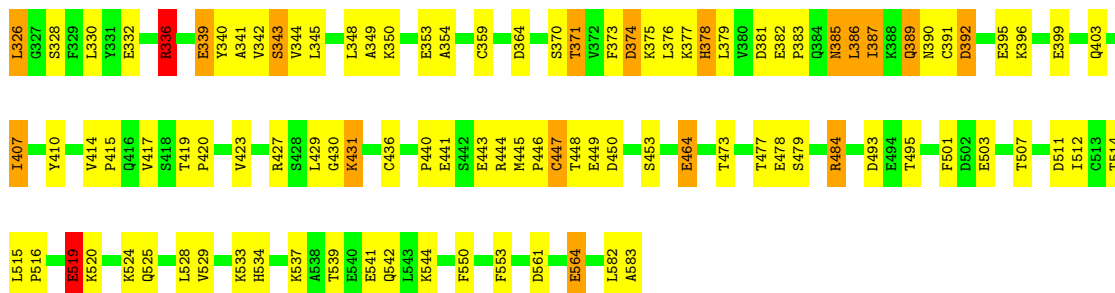 L326 G327 S328 F329 L330 Y331 E332 R336 E339 Y340 A341 V342 S343 V344 L345 L348 A349 K350 E353 A354 C359 D364 S370 T371 V372 F373 D374 K375 L376 K377 H378 L379 V380 D381 E382 P383 Q384 N385 L386 I387 K388 Q389 N390 C391 D392 E395 K396 E399 Q403
I407 Y410 V414 P415 Q416 V417 S418 T419 P420 V423 R427 S428 L429 G430 K431 C436 P440 E441 S442 E443 R444 M445 P446 C447 T448 E449 D450 S453 E464 T473 T477 E478 S479 R484 D493 E494 T495 F501 D502 E503 T507 D511 I512 C513
L515 P516 E519 K520 K524 Q525 L528 V529 K533 H534 K537 A538 T539 E540 E541 Q542 L543 K544 F550 F553 D561 E564 L582 A583